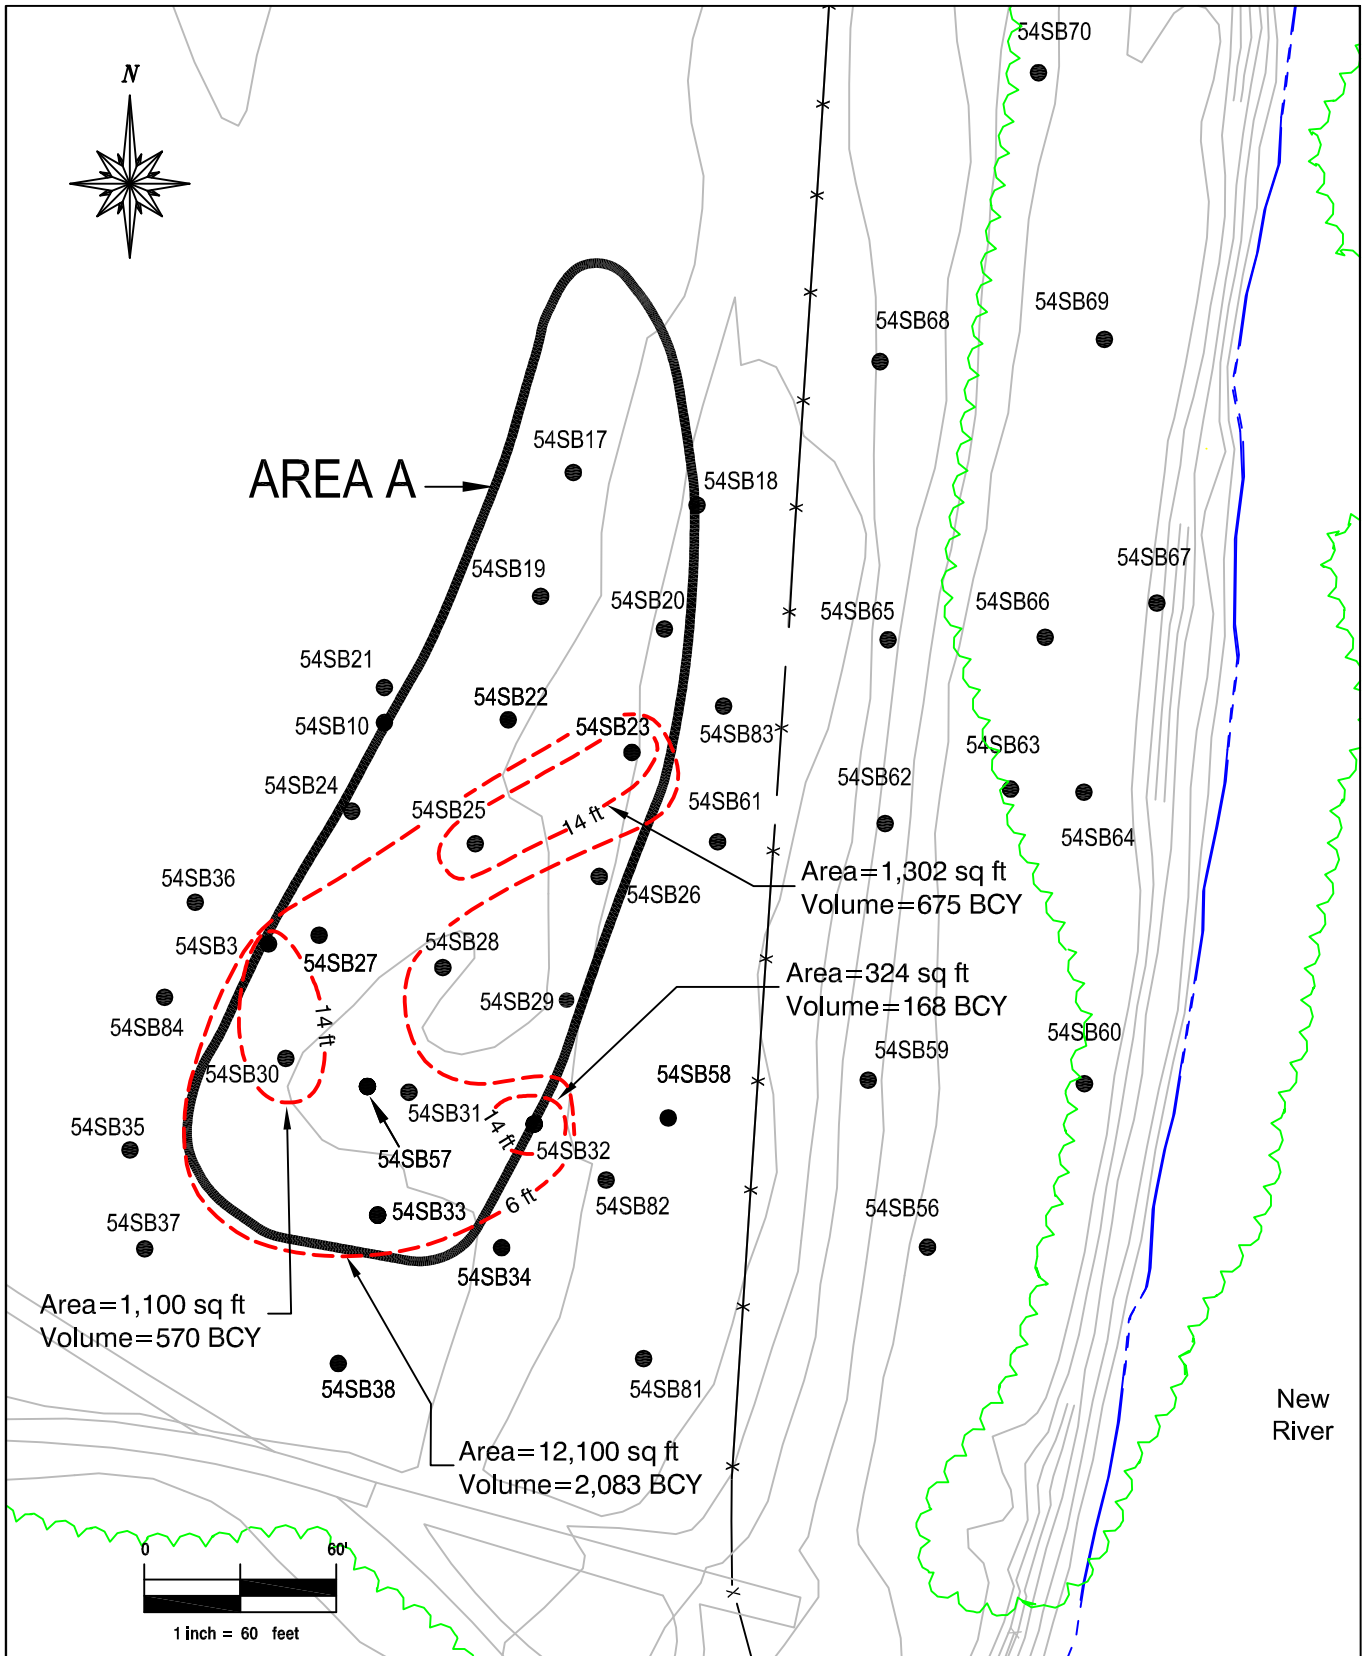 54SB70
N
54SB69
54SB68
54SB17
AREA A
54SB18
54SB67
54SB19
54SB20
54SB65
54SB66
54SB21
54SB22
54SB10
54SB23
54SB83
54SB63
54SB24
54SB62
54SB25
54SB61
14 ft
54SB64
Area=1,302 sq ft
Volume=675 BCY
54SB36
54SB26
54SB3
54SB27
54SB28
Area=324 sq ft
Volume=168 BCY
54SB29
54SB84
14 ft
54SB59
54SB60
54SB30
54SB58
54SB31
14 ft
54SB35
54SB32
54SB57
6 ft
54SB82
54SB33
54SB56
54SB37
54SB34
Area=1,100 sq ft
Volume=570 BCY
54SB38
54SB81
New
River
Area=12,100 sq ft
Volume=2,083 BCY
0 60'
1 inch = 60 feet